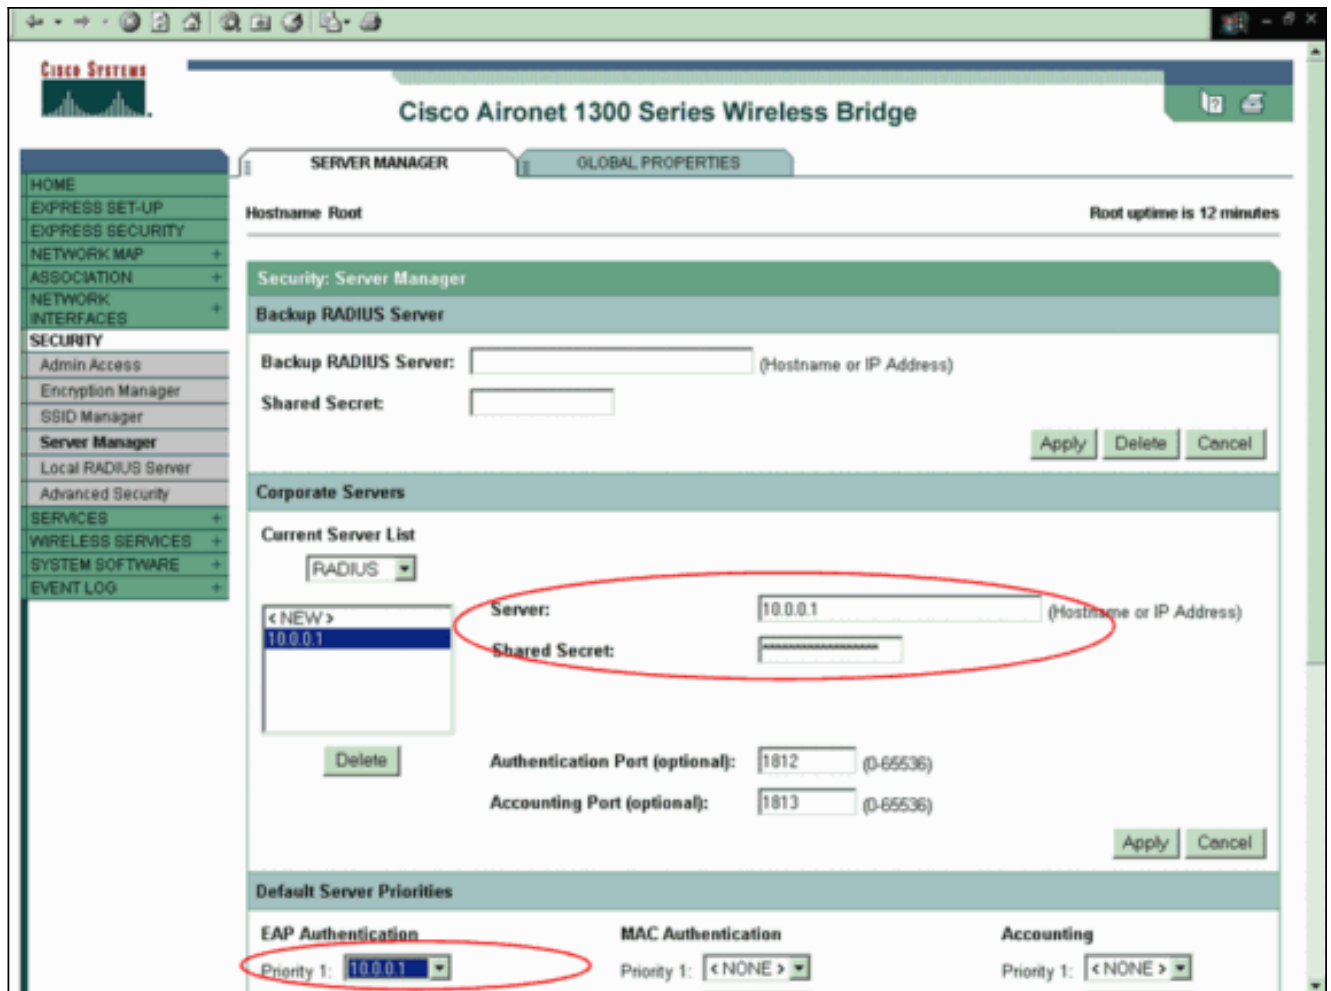 CISCO SYSTEMS
Cisco Aironet 1300 Series Wireless Bridge
SERVER MANAGER
GLOBAL PROPERTIES
HOME
EXPRESS SET-UP
EXPRESS SECURITY
NETWORK MAP +
ASSOCIATION +
NETWORK
INTERFACES +
SECURITY
Admin Access
Encryption Manager
SSID Manager
Server Manager
Local RADIUS Server
Advanced Security
SERVICES +
WIRELESS SERVICES +
SYSTEM SOFTWARE +
EVENT LOG +
Hostname Root
Root uptime is 12 minutes
Security: Server Manager
Backup RADIUS Server
Backup RADIUS Server: (Hostname or IP Address)
Shared Secret:
Apply Delete Cancel
Corporate Servers
Current Server List
RADIUS
< NEW >
10.0.0.1
Delete
Server: 10.0.0.1 (Hostname or IP Address)
Shared Secret: ******************
Authentication Port (optional): 1812 (0-65536)
Accounting Port (optional): 1813 (0-65536)
Apply Cancel
Default Server Priorities
EAP Authentication
Priority 1: 10.0.0.1
MAC Authentication
Priority 1: < NONE >
Accounting
Priority 1: < NONE >